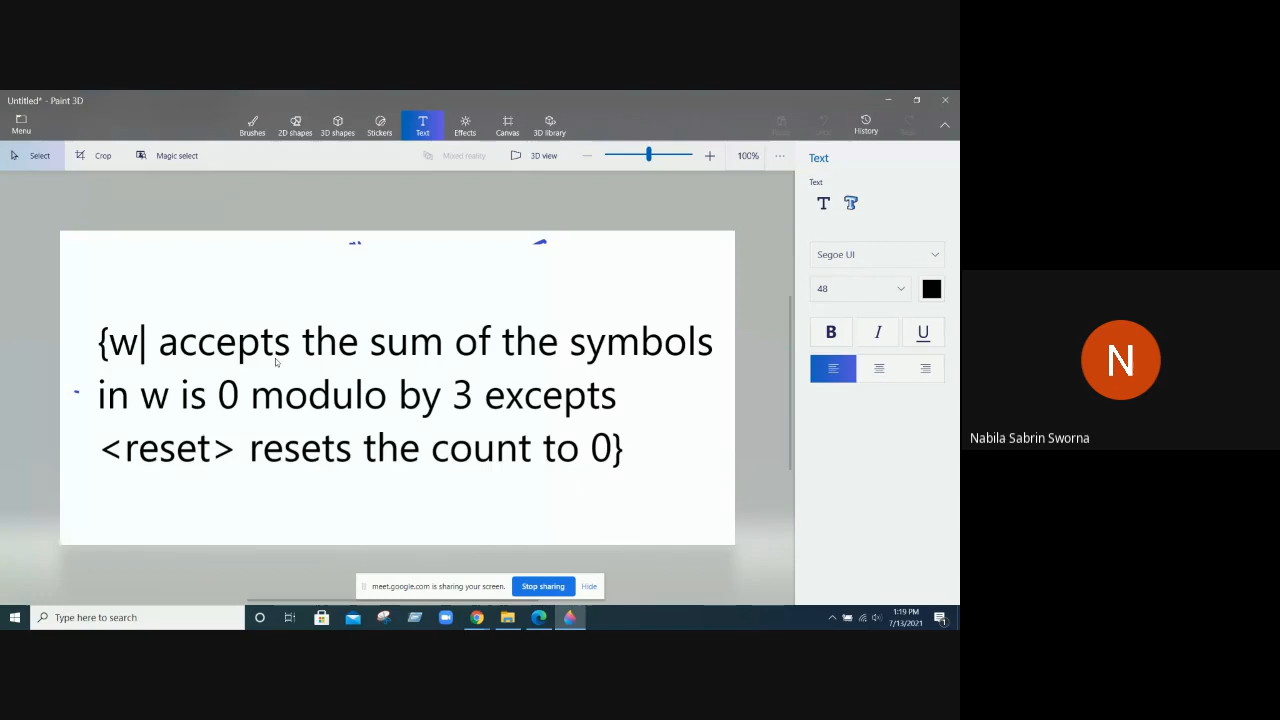 Untitled* - Paint 3D
Menu
Brushes
2D shapes
3D shapes
Stickers
Text
Effects
Canvas
3D library
History
Select
Crop
Magic select
Mixed reality
3D view
100%
Text
Text
Segoe UI
48
B I U
{w| accepts the sum of the symbols
in w is 0 modulo by 3 excepts
<reset> resets the count to 0}
N
Nabila Sabrin Sworna
meet.google.com is sharing your screen.
Stop sharing
Hide
Type here to search
1:19 PM
7/13/2021